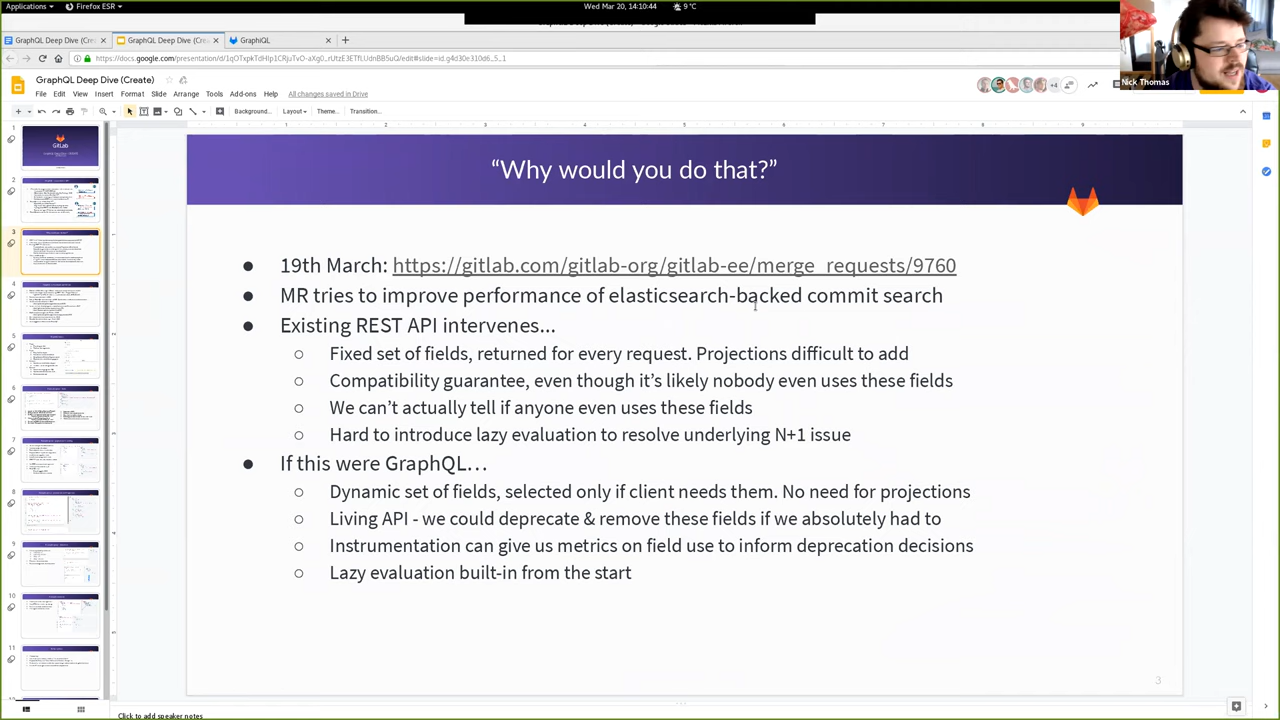 Applications
Firefox ESR
Wed Mar 20, 14:10:44
9 °C
GraphQL Deep Dive (Crea
GraphQL Deep Dive (Create)
GraphiQL
GraphQL Deep Dive (Create)
File Edit View Insert Format Slide Arrange Tools Add-ons Help
All changes saved in Drive
+4
Nick Thomas
Background... Layout Theme... Transition...
GitLab
"Why would you do that?"
19th March: https://gitlab.com/gitlab-org/gitlab-ee/merge_requests/9760
MR tries to improve performance of elasticsearch-backed commit search
Existing REST API intervenes...
Fixed set of fields returned for every request. Projections difficult to add
Compatibility guarantee, even though it's likely nobody even uses these fields
We can't actually tell if anyone even uses these fields
Hard to introduce lazy evaluation to resolve underlying N+1 issue
If this were GraphQL...
Dynamic set of fields, selected only if client needs them. No need for projections
Living API - we could deprecate & remove these fields if we absolutely had to
Instrumentation can give us metrics on field use to inform deprecation decisions
Lazy evaluation built-in from the start
3
Click to add speaker notes